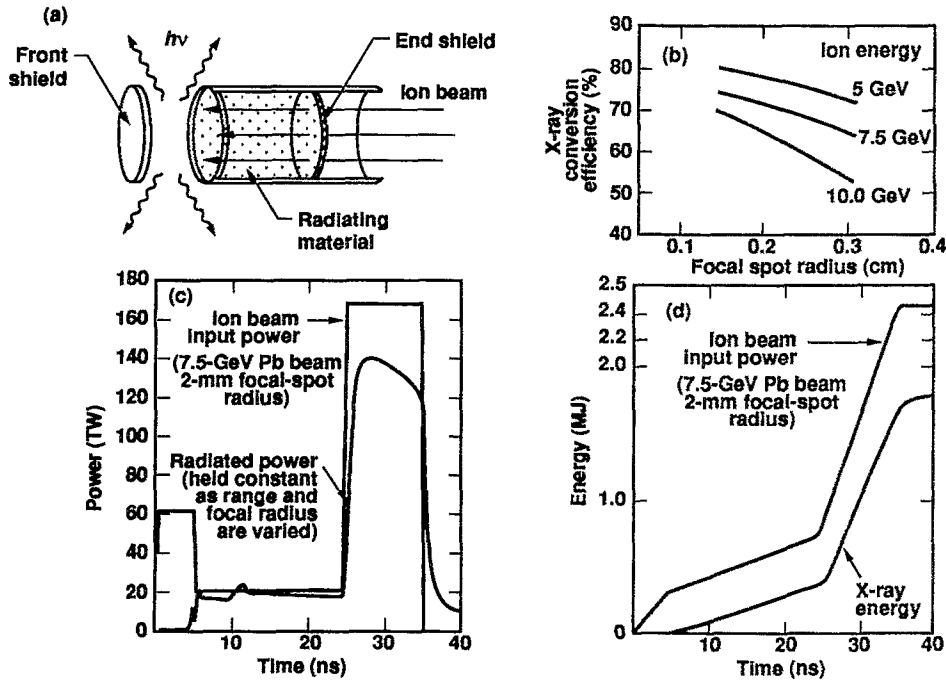 (a)
hν
Front
shield
End shield
Ion beam
Radiating
material
(b)
Ion energy
5 GeV
7.5 GeV
10.0 GeV
X-ray
conversion
efficiency (%)
90
80
70
60
50
40
0.1
0.2
0.3
0.4
Focal spot radius (cm)
(c)
Ion beam
input power
(7.5-GeV Pb beam
2-mm focal-spot
radius)
Radiated power
(held constant
as range and
focal radius
are varied)
Power (TW)
180
160
140
120
100
80
60
40
20
0
10
20
30
40
Time (ns)
(d)
Ion beam
input power
(7.5-GeV Pb beam
2-mm focal-spot
radius)
X-ray
energy
Energy (MJ)
2.5
2.4
2.0
1.0
0
0
10
20
30
40
Time (ns)